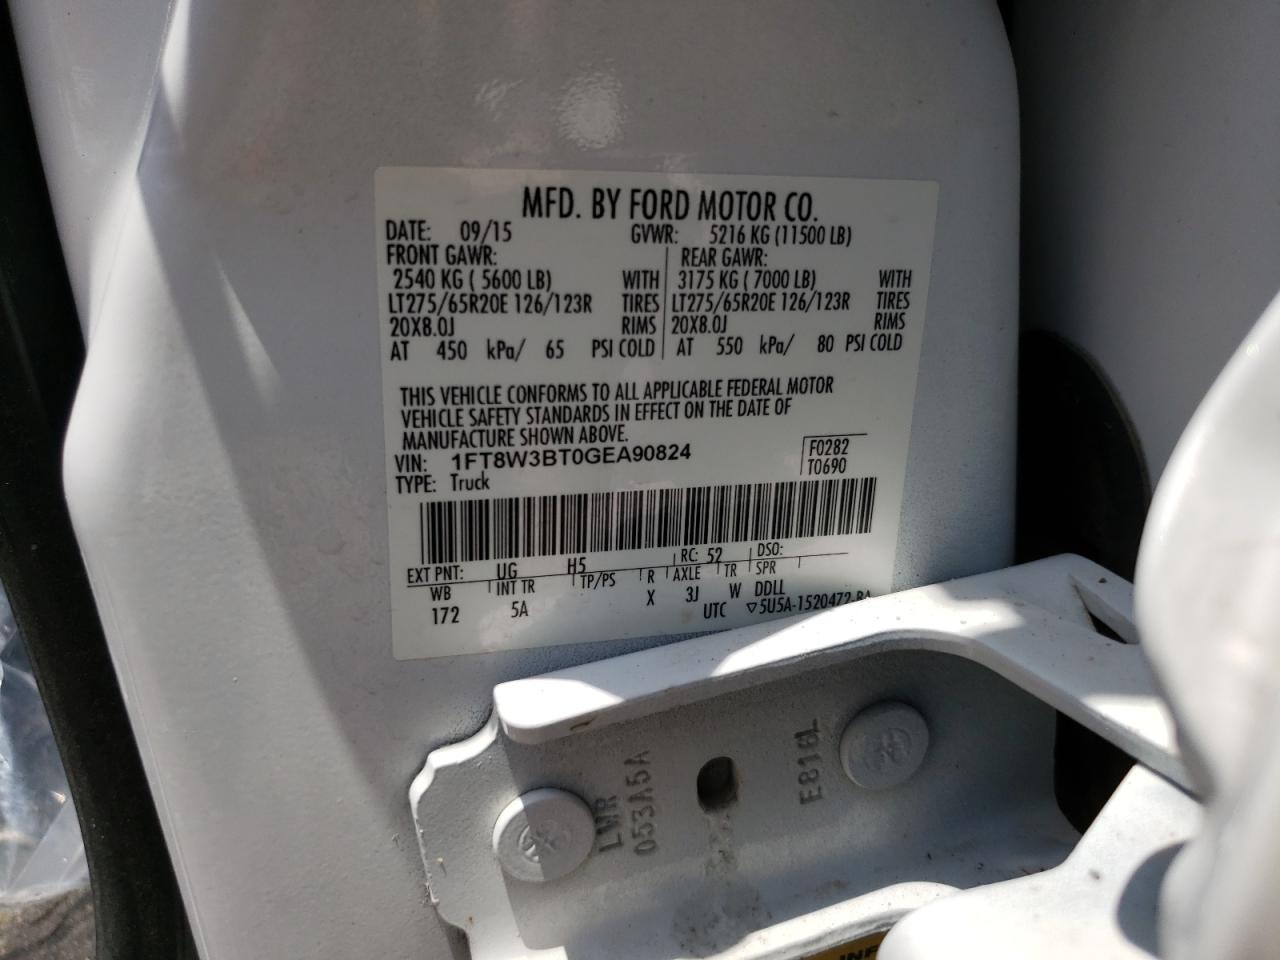 MFD. BY FORD MOTOR CO.
DATE: 09/15 GVWR: 5216 KG (11500 LB)
FRONT GAWR: REAR GAWR:
2540 KG ( 5600 LB) WITH 3175 KG ( 7000 LB) WITH
LT275/65R20E 126/123R TIRES LT275/65R20E 126/123R TIRES
20X8.0J RIMS 20X8.0J RIMS
AT 450 kPa/ 65 PSI COLD AT 550 kPa/ 80 PSI COLD
THIS VEHICLE CONFORMS TO ALL APPLICABLE FEDERAL MOTOR
VEHICLE SAFETY STANDARDS IN EFFECT ON THE DATE OF
MANUFACTURE SHOWN ABOVE.
VIN: 1FT8W3BT0GEA90824 F0282
TYPE: Truck T0690
EXT PNT: UG H5 RC: 52 DSO:
WB INT TR TP/PS R AXLE TR SPR
172 5A X 3J W DDLL
UTC ▽5U5A-1520472-BA
LWR
053A5A
E816L